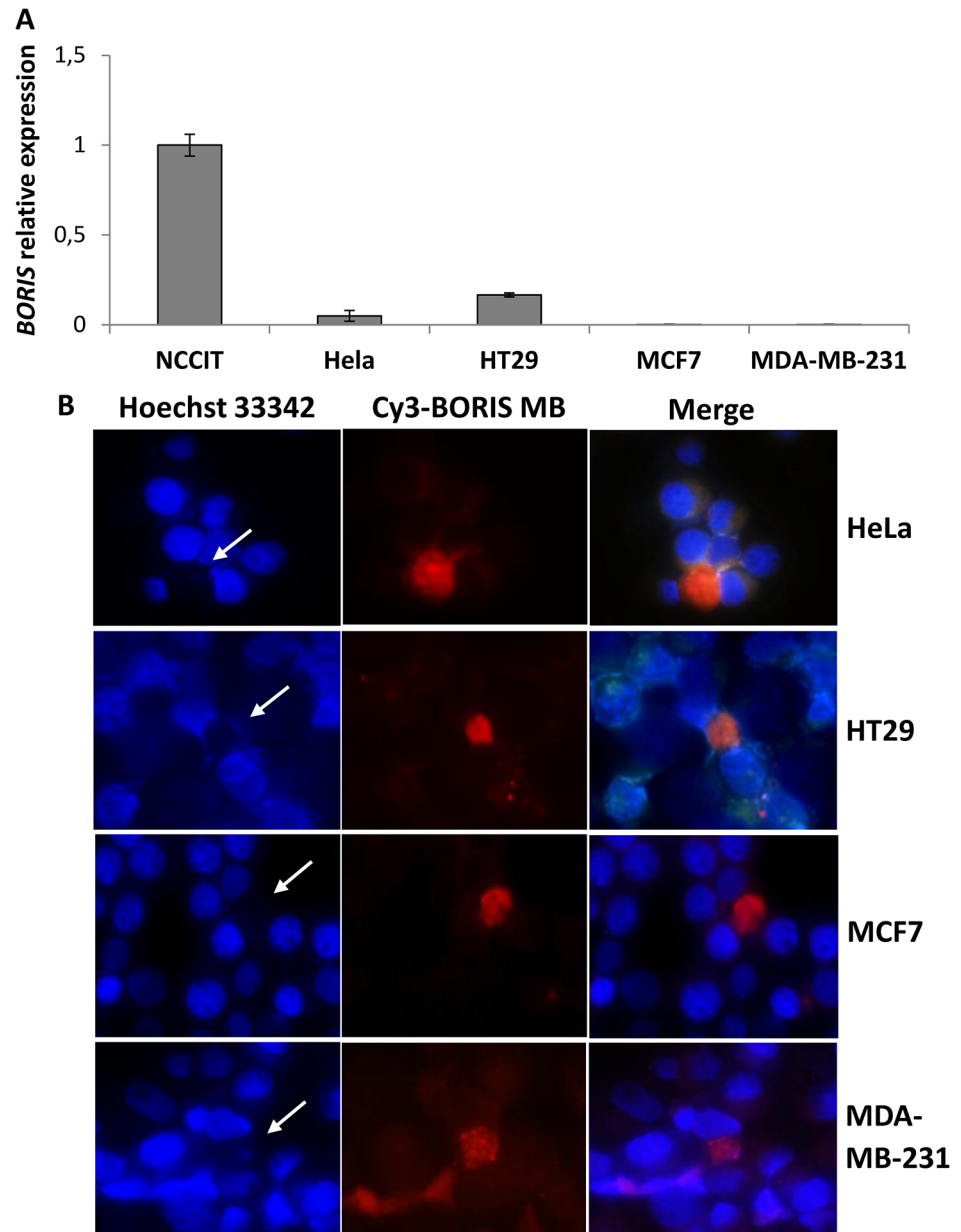 A
BORIS relative expression
1,5
1
0,5
0
NCCIT Hela HT29 MCF7 MDA-MB-231
B Hoechst 33342 Cy3-BORIS MB Merge
HeLa
HT29
MCF7
MDA-
MB-231